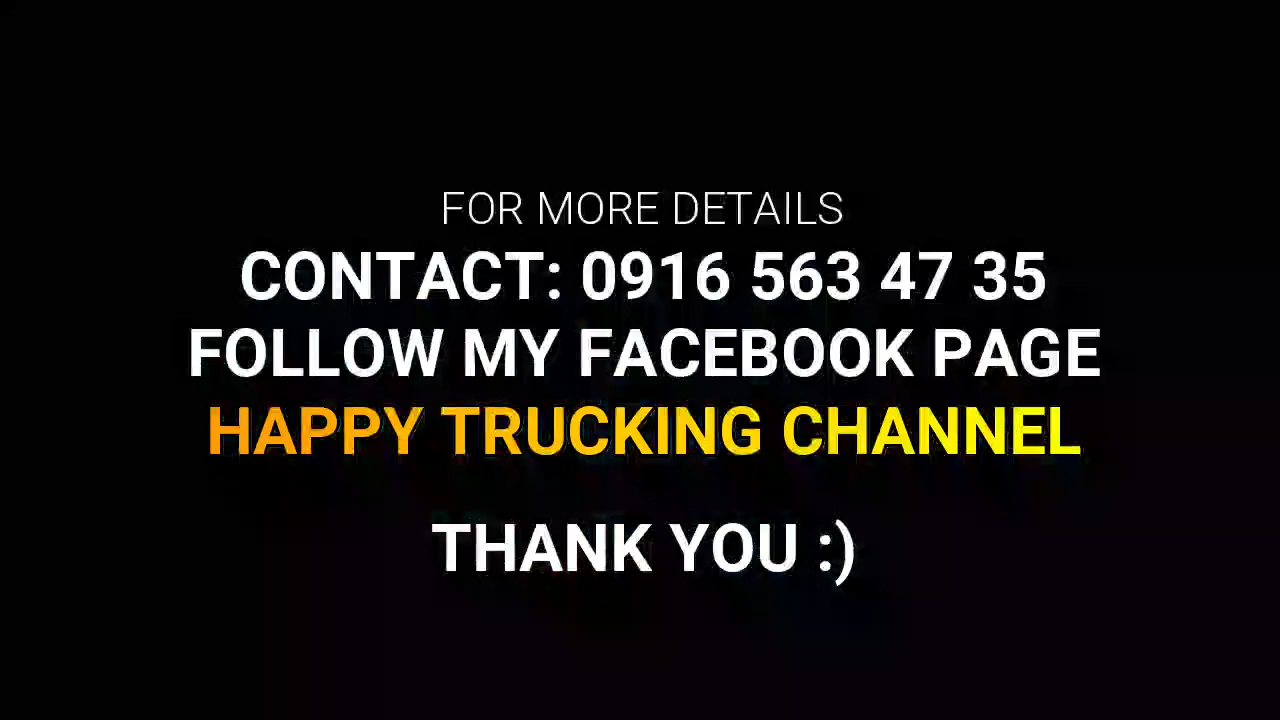 FOR MORE DETAILS
CONTACT: 0916 563 47 35
FOLLOW MY FACEBOOK PAGE
HAPPY TRUCKING CHANNEL
THANK YOU :)